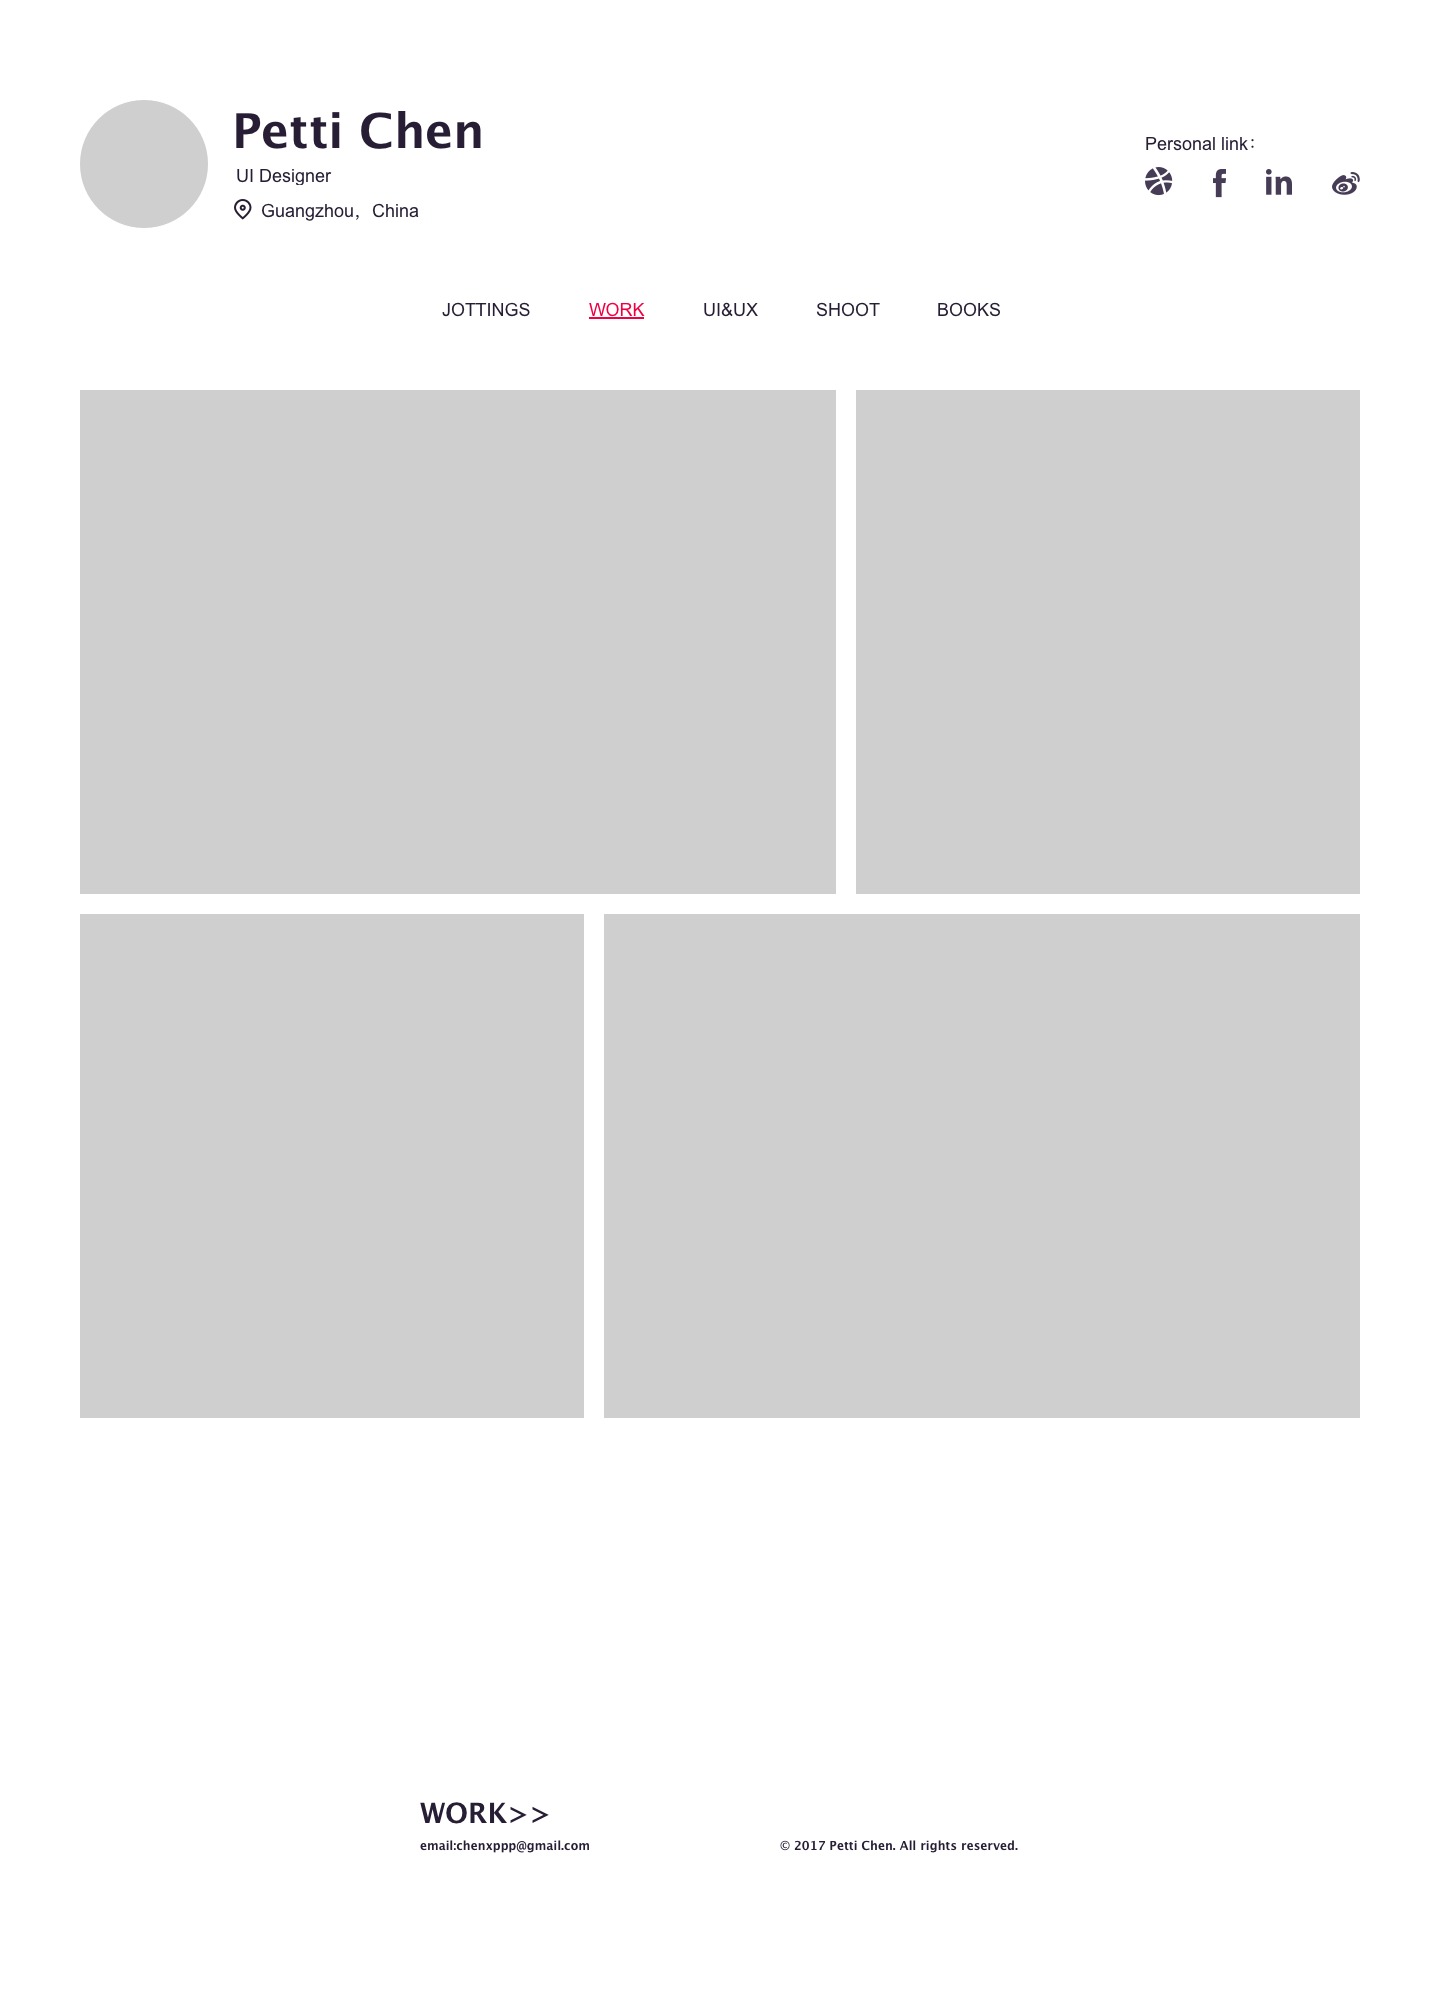 Petti Chen
UI Designer
Guangzhou，China
Personal link：
JOTTINGS WORK UI&UX SHOOT BOOKS
WORK>>
email:chenxppp@gmail.com
© 2017 Petti Chen. All rights reserved.